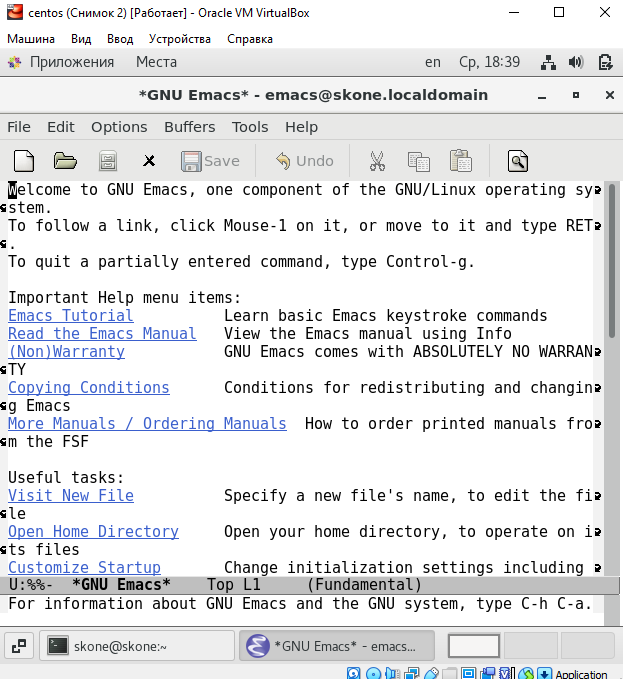 centos (Снимок 2) [Работает] - Oracle VM VirtualBox
Машина Вид Ввод Устройства Справка
Приложения Места en Ср, 18:39
*GNU Emacs* - emacs@skone.localdomain
File Edit Options Buffers Tools Help
Save Undo
Welcome to GNU Emacs, one component of the GNU/Linux operating sy
stem.
To follow a link, click Mouse-1 on it, or move to it and type RET
.
To quit a partially entered command, type Control-g.
Important Help menu items:
Emacs Tutorial Learn basic Emacs keystroke commands
Read the Emacs Manual View the Emacs manual using Info
(Non)Warranty GNU Emacs comes with ABSOLUTELY NO WARRAN
TY
Copying Conditions Conditions for redistributing and changin
g Emacs
More Manuals / Ordering Manuals How to order printed manuals fro
m the FSF
Useful tasks:
Visit New File Specify a new file's name, to edit the fi
le
Open Home Directory Open your home directory, to operate on i
ts files
Customize Startup Change initialization settings including
U:%%- *GNU Emacs* Top L1 (Fundamental)
For information about GNU Emacs and the GNU system, type C-h C-a.
skone@skone:~ *GNU Emacs* - emacs...
Application